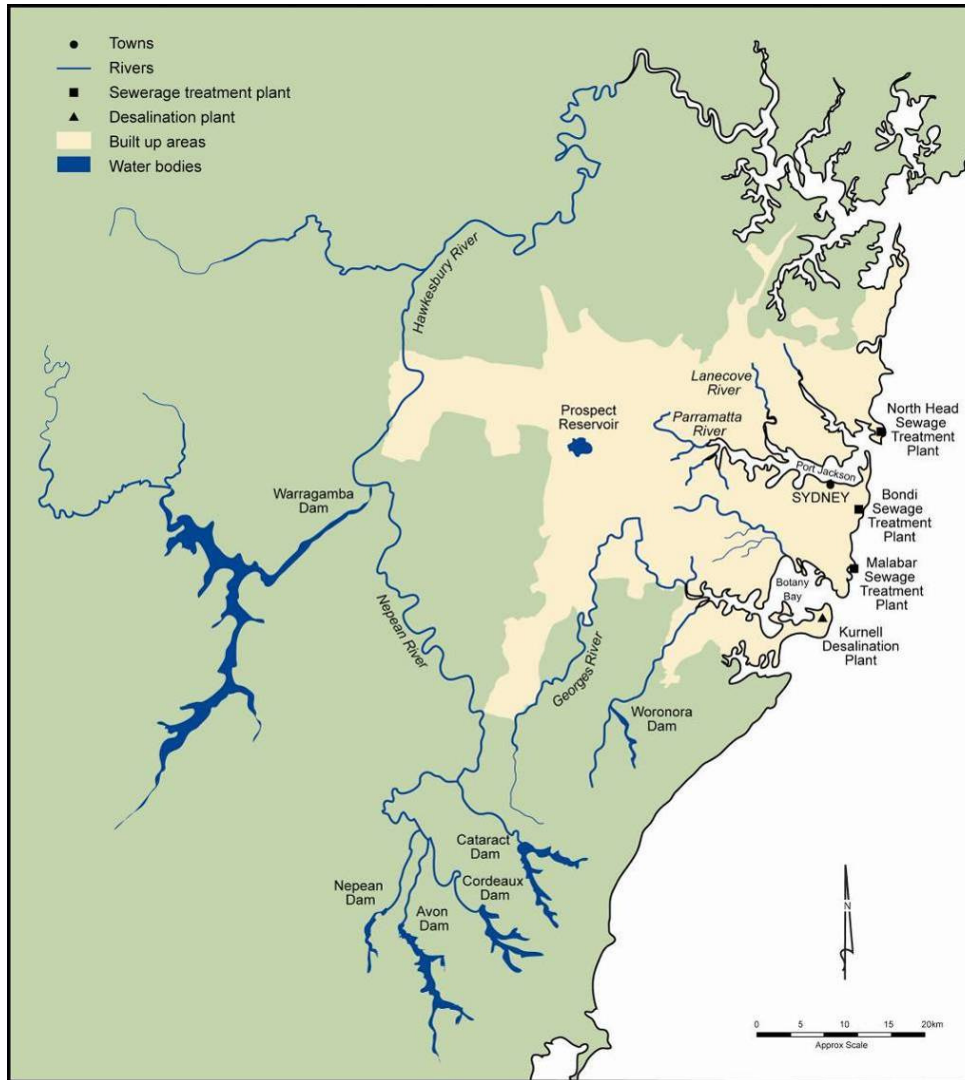 Towns
Rivers
Sewerage treatment plant
Desalination plant
Built up areas
Water bodies
Hawkesbury River
Lanecove
River
Parramatta
River
Prospect
Reservoir
Port Jackson
SYDNEY
North Head
Sewage
Treatment
Plant
Bondi
Sewage
Treatment
Plant
Malabar
Sewage
Treatment
Plant
Botany
Bay
Kurnell
Desalination
Plant
Warragamba
Dam
Nepean River
Georges River
Woronora
Dam
Cataract
Dam
Cordeaux
Dam
Nepean
Dam
Avon
Dam
N
0 5 10 15 20km
Approx Scale